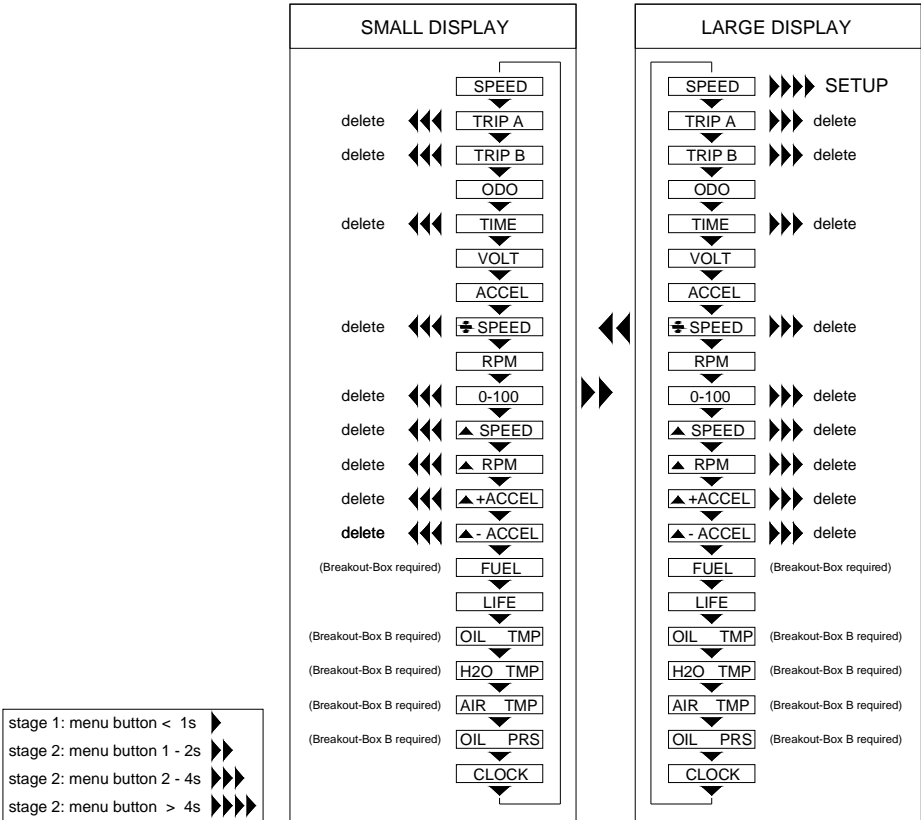 SMALL DISPLAY
SPEED
delete TRIP A
delete TRIP B
ODO
delete TIME
VOLT
ACCEL
delete SPEED
RPM
delete 0-100
delete SPEED
delete RPM
delete +ACCEL
delete - ACCEL
(Breakout-Box required) FUEL
LIFE
(Breakout-Box B required) OIL TMP
(Breakout-Box B required) H2O TMP
(Breakout-Box B required) AIR TMP
(Breakout-Box B required) OIL PRS
CLOCK
LARGE DISPLAY
SPEED SETUP
TRIP A delete
TRIP B delete
ODO
TIME delete
VOLT
ACCEL
SPEED delete
RPM
0-100 delete
SPEED delete
RPM delete
+ACCEL delete
- ACCEL delete
FUEL (Breakout-Box required)
LIFE
OIL TMP (Breakout-Box B required)
H2O TMP (Breakout-Box B required)
AIR TMP (Breakout-Box B required)
OIL PRS (Breakout-Box B required)
CLOCK
stage 1: menu button < 1s
stage 2: menu button 1 - 2s
stage 2: menu button 2 - 4s
stage 2: menu button > 4s